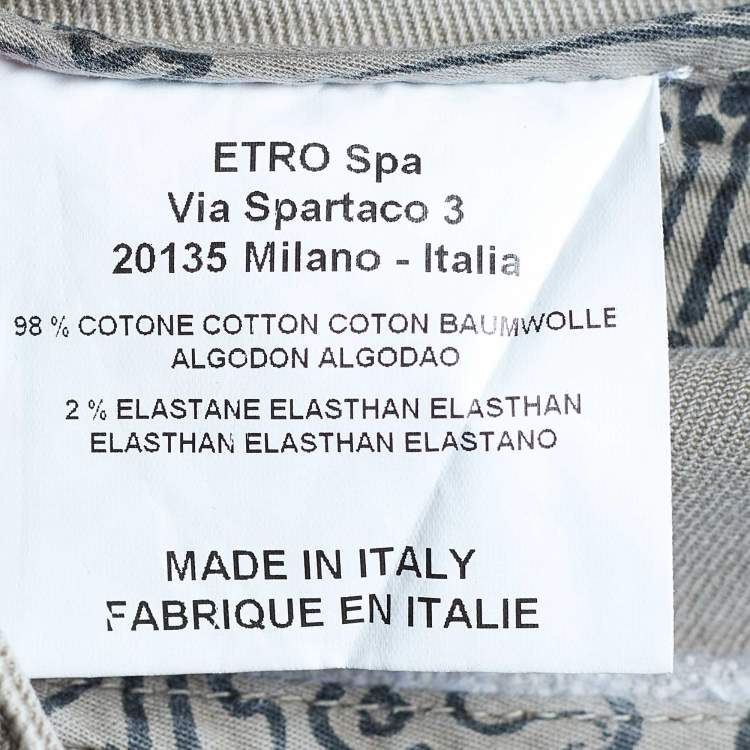 ETRO Spa
Via Spartaco 3
20135 Milano - Italia
98 % COTONE COTTON COTON BAUMWOLLE
ALGODON ALGODAO
2 % ELASTANE ELASTHAN ELASTHAN
ELASTHAN ELASTHAN ELASTANO
MADE IN ITALY
FABRIQUE EN ITALIE